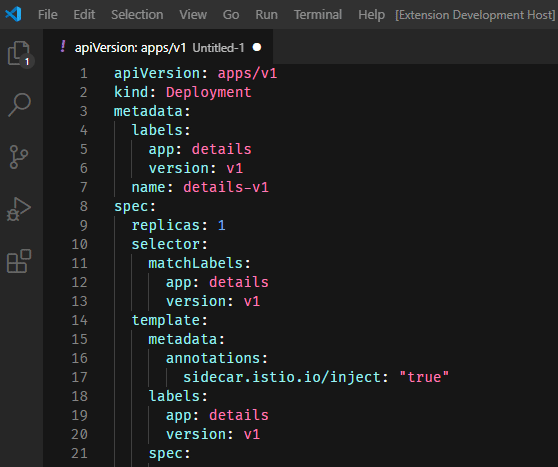 File Edit Selection View Go Run Terminal Help [Extension Development Host]
! apiVersion: apps/v1 Untitled-1
1
1 apiVersion: apps/v1
2 kind: Deployment
3 metadata:
4   labels:
5     app: details
6     version: v1
7   name: details-v1
8 spec:
9   replicas: 1
10   selector:
11     matchLabels:
12       app: details
13       version: v1
14   template:
15     metadata:
16       annotations:
17         sidecar.istio.io/inject: "true"
18     labels:
19       app: details
20       version: v1
21     spec: